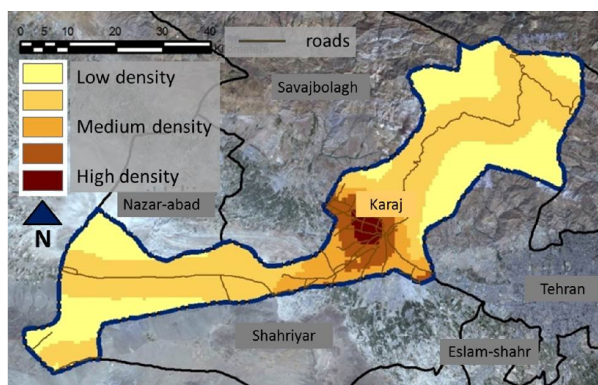 0 5 10 20 30 40
roads
Low density
Medium density
High density
N
Savajbolagh
Nazar-abad
Karaj
Tehran
Shahriyar
Eslam-shahr